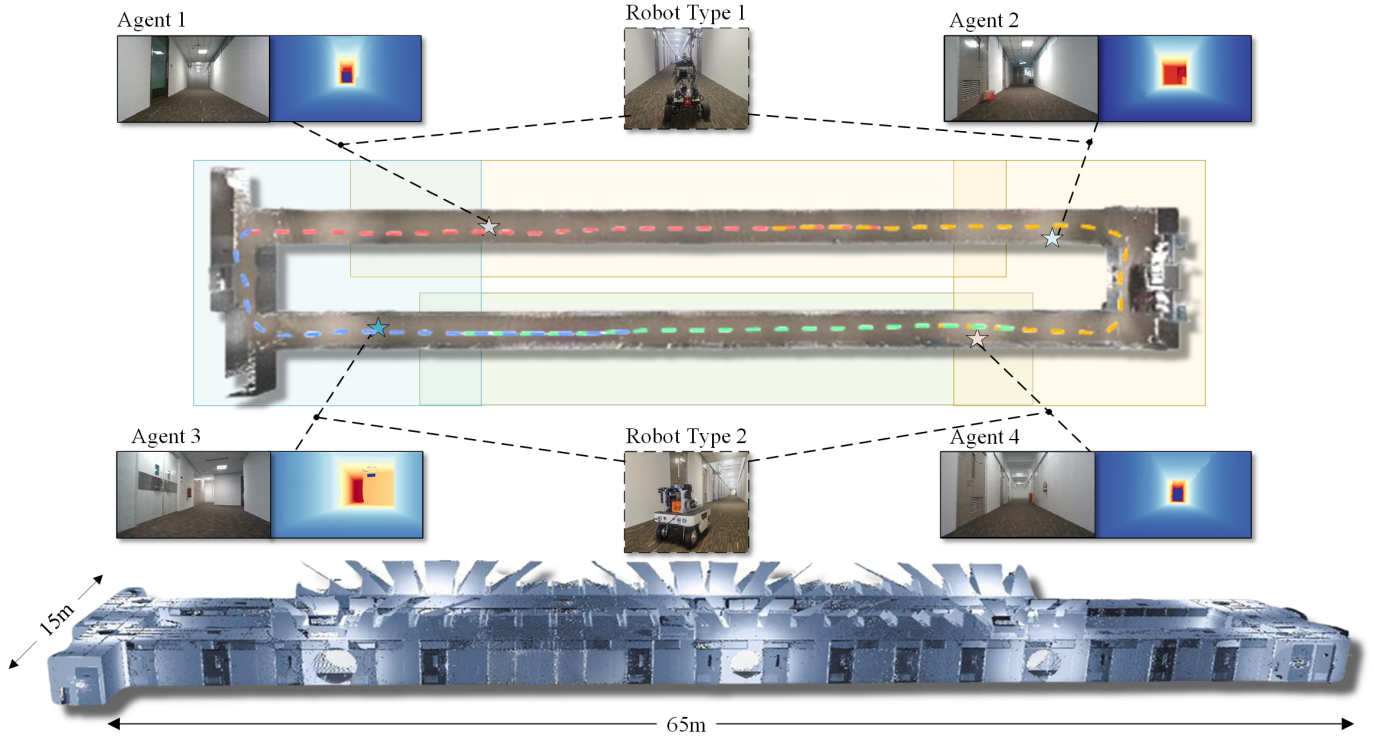 Agent 1
Robot Type 1
Agent 2
Agent 3
Robot Type 2
Agent 4
15m
65m